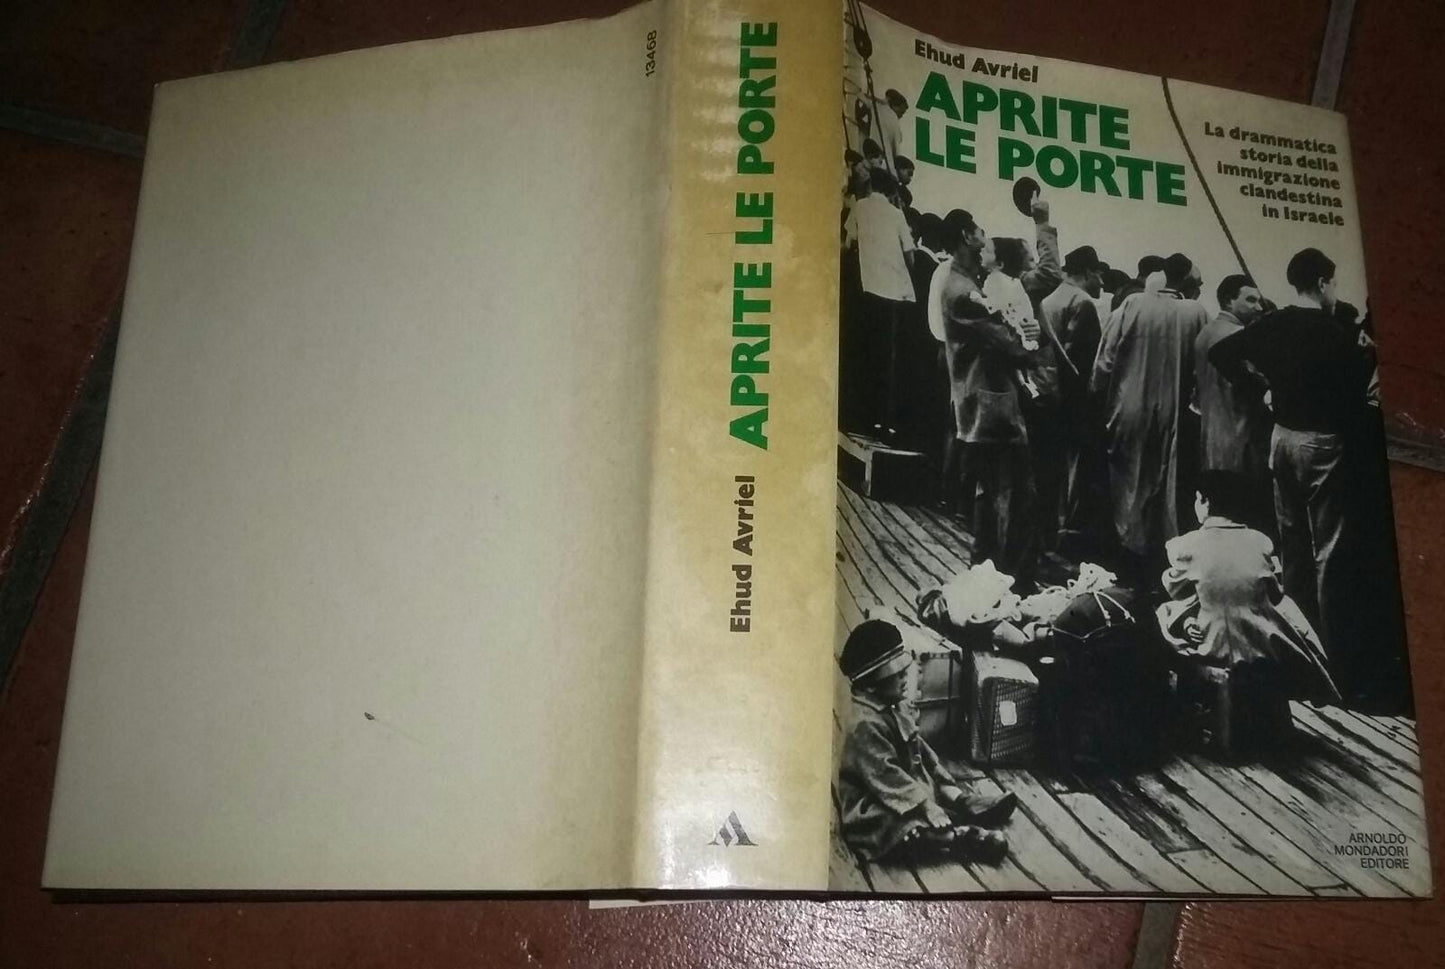 13468
Ehud Avriel APRITE LE PORTE
Ehud Avriel
APRITE
LE PORTE
La drammatica
storia della
immigrazione
clandestina
in Israele
ARNOLDO
MONDADORI
EDITORE